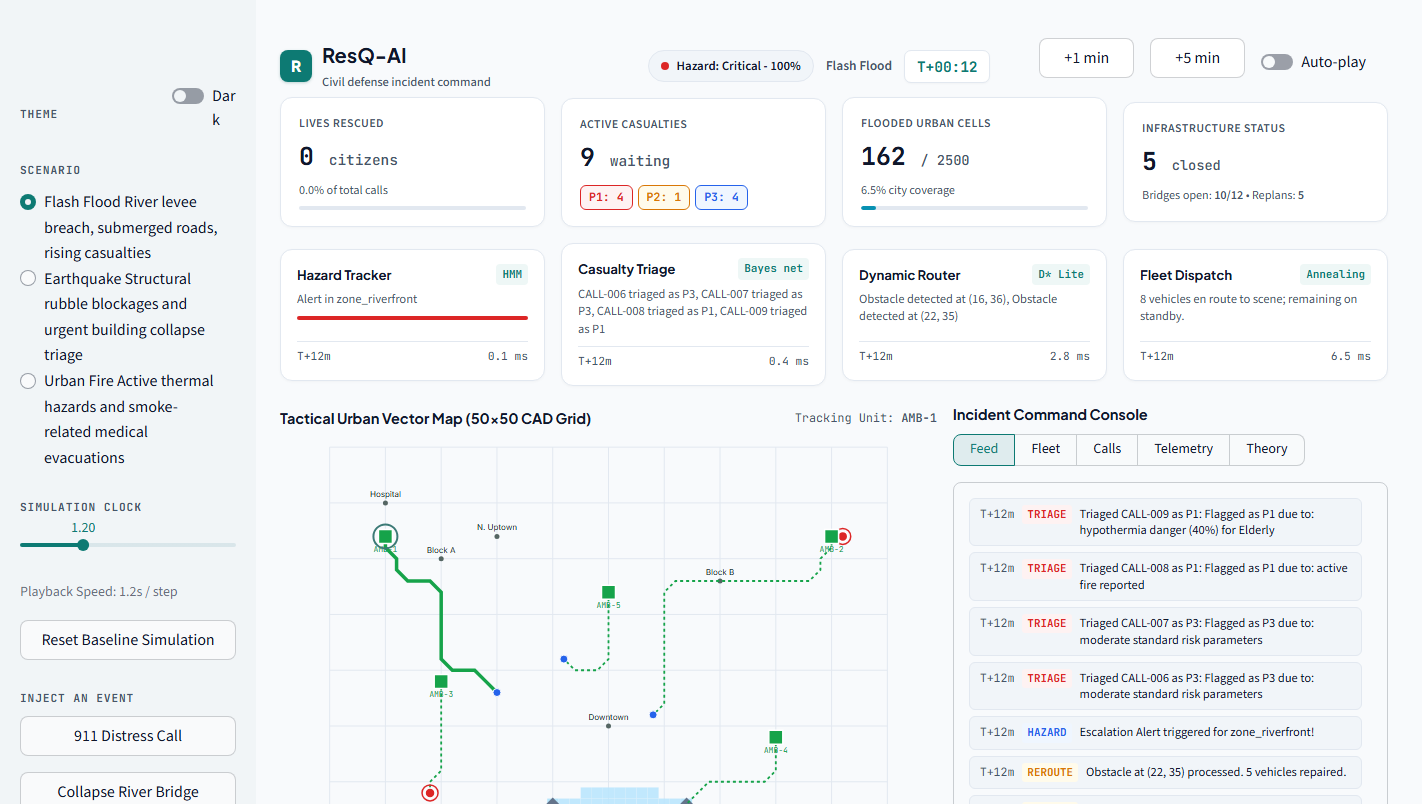 THEME
Dar
k
SCENARIO
Flash Flood River levee
breach, submerged roads,
rising casualties
Earthquake Structural
rubble blockages and
urgent building collapse
triage
Urban Fire Active thermal
hazards and smoke-
related medical
evacuations
SIMULATION CLOCK
1.20
Playback Speed: 1.2s / step
Reset Baseline Simulation
INJECT AN EVENT
911 Distress Call
Collapse River Bridge
R
ResQ-AI
Civil defense incident command
Hazard: Critical - 100%
Flash Flood
T+00:12
+1 min
+5 min
Auto-play
LIVES RESCUED
0 citizens
0.0% of total calls
ACTIVE CASUALTIES
9 waiting
P1: 4
P2: 1
P3: 4
FLOODED URBAN CELLS
162 / 2500
6.5% city coverage
INFRASTRUCTURE STATUS
5 closed
Bridges open: 10/12 • Replans: 5
Hazard Tracker
HMM
Alert in zone_riverfront
T+12m
0.1 ms
Casualty Triage
Bayes net
CALL-006 triaged as P3, CALL-007 triaged as
P3, CALL-008 triaged as P1, CALL-009 triaged
as P1
T+12m
0.4 ms
Dynamic Router
D* Lite
Obstacle detected at (16, 36), Obstacle
detected at (22, 35)
T+12m
2.8 ms
Fleet Dispatch
Annealing
8 vehicles en route to scene; remaining on
standby.
T+12m
6.5 ms
Tactical Urban Vector Map (50×50 CAD Grid)
Tracking Unit: AMB-1
Hospital
AMB-1
N. Uptown
Block A
AMB-2
Block B
AMB-5
AMB-3
Downtown
AMB-4
Incident Command Console
Feed
Fleet
Calls
Telemetry
Theory
T+12m TRIAGE Triaged CALL-009 as P1: Flagged as P1 due to:
hypothermia danger (40%) for Elderly
T+12m TRIAGE Triaged CALL-008 as P1: Flagged as P1 due to: active
fire reported
T+12m TRIAGE Triaged CALL-007 as P3: Flagged as P3 due to:
moderate standard risk parameters
T+12m TRIAGE Triaged CALL-006 as P3: Flagged as P3 due to:
moderate standard risk parameters
T+12m HAZARD Escalation Alert triggered for zone_riverfront!
T+12m REROUTE Obstacle at (22, 35) processed. 5 vehicles repaired.